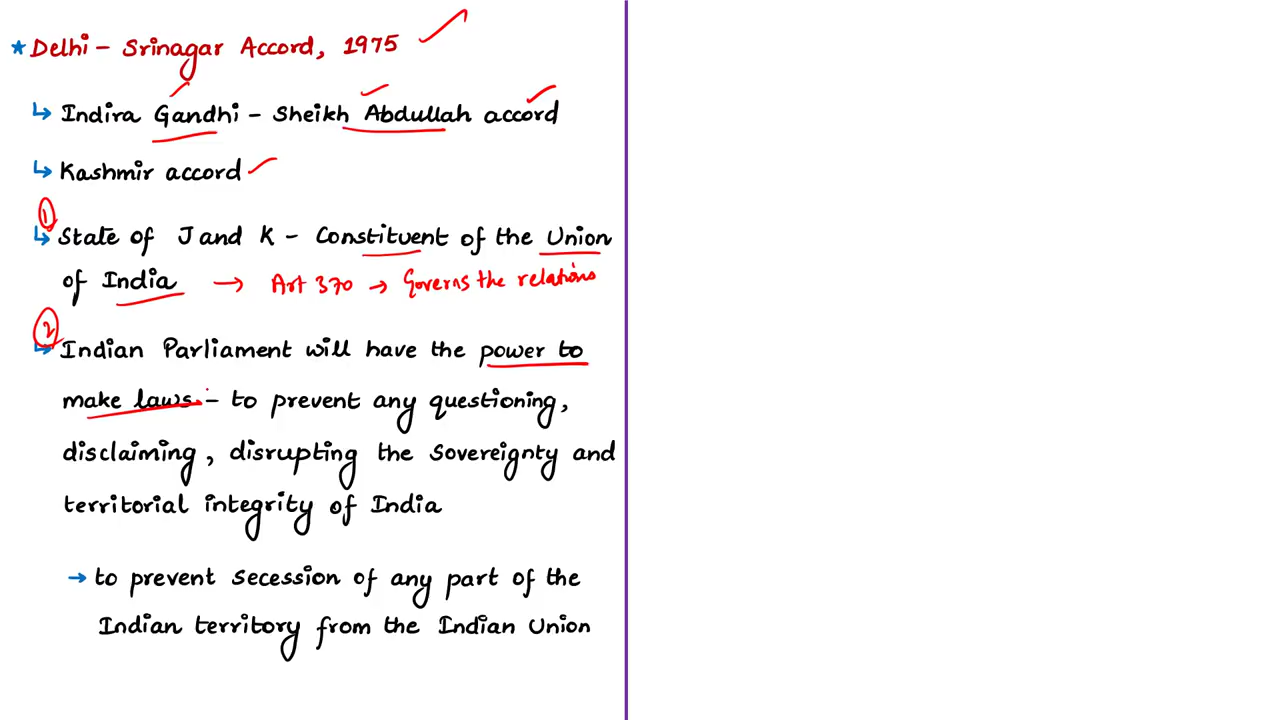 ★ Delhi - Srinagar Accord, 1975
↳ Indira Gandhi - Sheikh Abdullah accord
↳ Kashmir accord
①
↳ State of J and K - Constituent of the Union
of India → Art 370 → Governs the relations
②
↳ Indian Parliament will have the power to
make laws - to prevent any questioning,
disclaiming, disrupting the sovereignty and
territorial integrity of India
→ to prevent secession of any part of the
Indian territory from the Indian Union